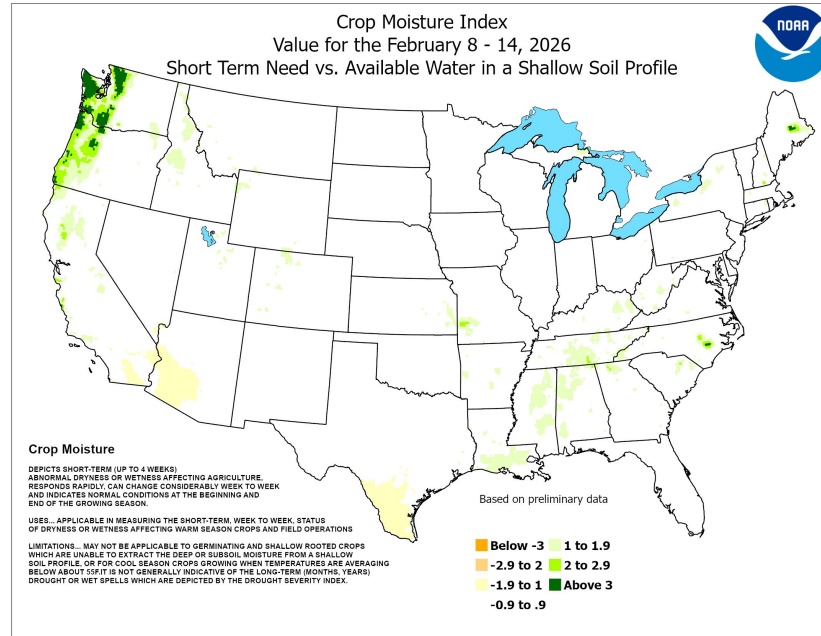 Crop Moisture Index
Value for the February 8 - 14, 2026
Short Term Need vs. Available Water in a Shallow Soil Profile
NOAA
Crop Moisture
DEPICTS SHORT-TERM (UP TO 4 WEEKS)
ABNORMAL DRYNESS OR WETNESS AFFECTING AGRICULTURE,
RESPONDS RAPIDLY, CAN CHANGE CONSIDERABLY WEEK TO WEEK
AND INDICATES NORMAL CONDITIONS AT THE BEGINNING AND
END OF THE GROWING SEASON.
USES... APPLICABLE IN MEASURING THE SHORT-TERM, WEEK TO WEEK, STATUS
OF DRYNESS OR WETNESS AFFECTING WARM SEASON CROPS AND FIELD OPERATIONS
LIMITATIONS... MAY NOT BE APPLICABLE TO GERMINATING AND SHALLOW ROOTED CROPS
WHICH ARE UNABLE TO EXTRACT THE DEEP OR SUBSOIL MOISTURE FROM A SHALLOW
SOIL PROFILE, OR FOR COOL SEASON CROPS GROWING WHEN TEMPERATURES ARE AVERAGING
BELOW ABOUT 55F.IT IS NOT GENERALLY INDICATIVE OF THE LONG-TERM (MONTHS, YEARS)
DROUGHT OR WET SPELLS WHICH ARE DEPICTED BY THE DROUGHT SEVERITY INDEX.
Based on preliminary data
Below -3
-2.9 to 2
-1.9 to 1
-0.9 to .9
1 to 1.9
2 to 2.9
Above 3